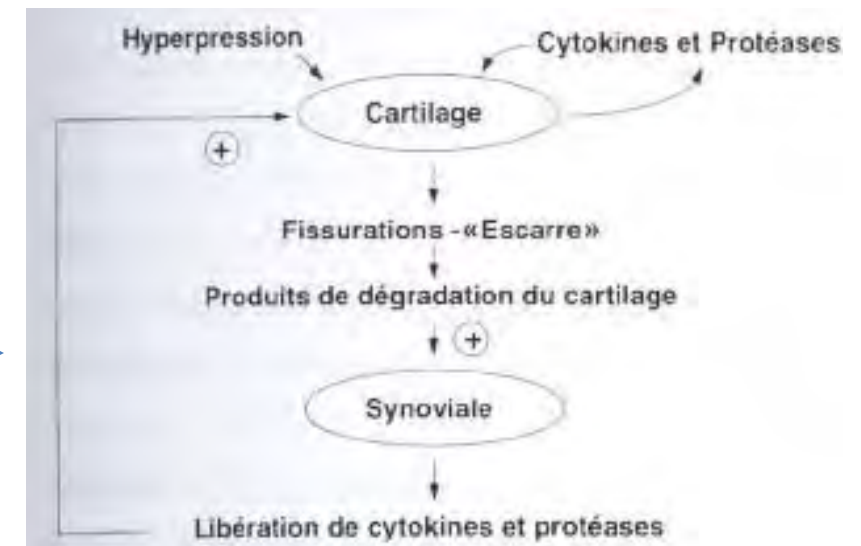 Hyperpression
Cytokines et Protéases
Cartilage
+
Fissurations -«Escarre»
Produits de dégradation du cartilage
+
Synoviale
Libération de cytokines et protéases